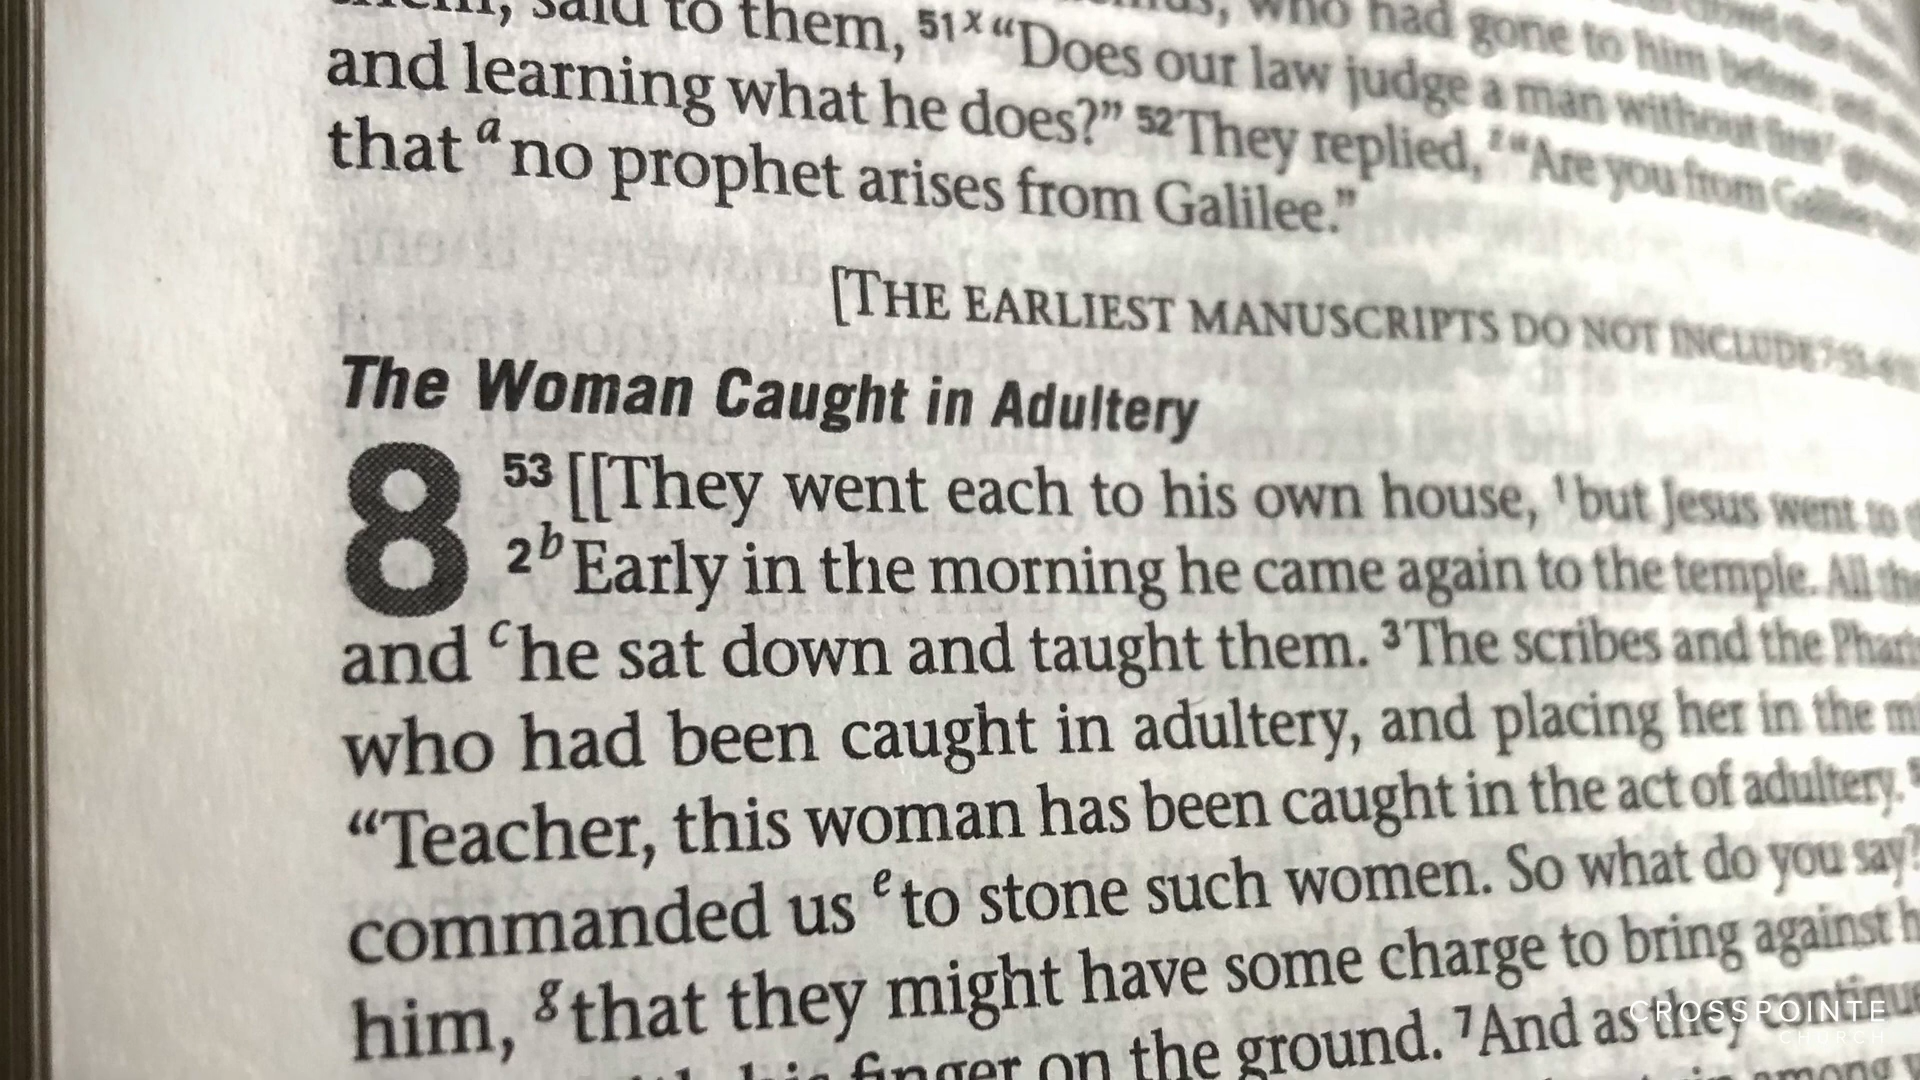 them, said to them, 51 x “Does our law judge a man without first
and learning what he does?” 52 They replied, z “Are you from Galilee
that a no prophet arises from Galilee.”
[THE EARLIEST MANUSCRIPTS DO NOT INCLUDE
The Woman Caught in Adultery
8 53 [[They went each to his own house, 1 but Jesus went to
2 b Early in the morning he came again to the temple. All the
and c he sat down and taught them. 3 The scribes and the
who had been caught in adultery, and placing her in the
“Teacher, this woman has been caught in the act of adultery.
commanded us e to stone such women. So what do you say?
him, g that they might have some charge to bring against
finger on the ground. 7 And as they
CROSSPOINTE
CHURCH